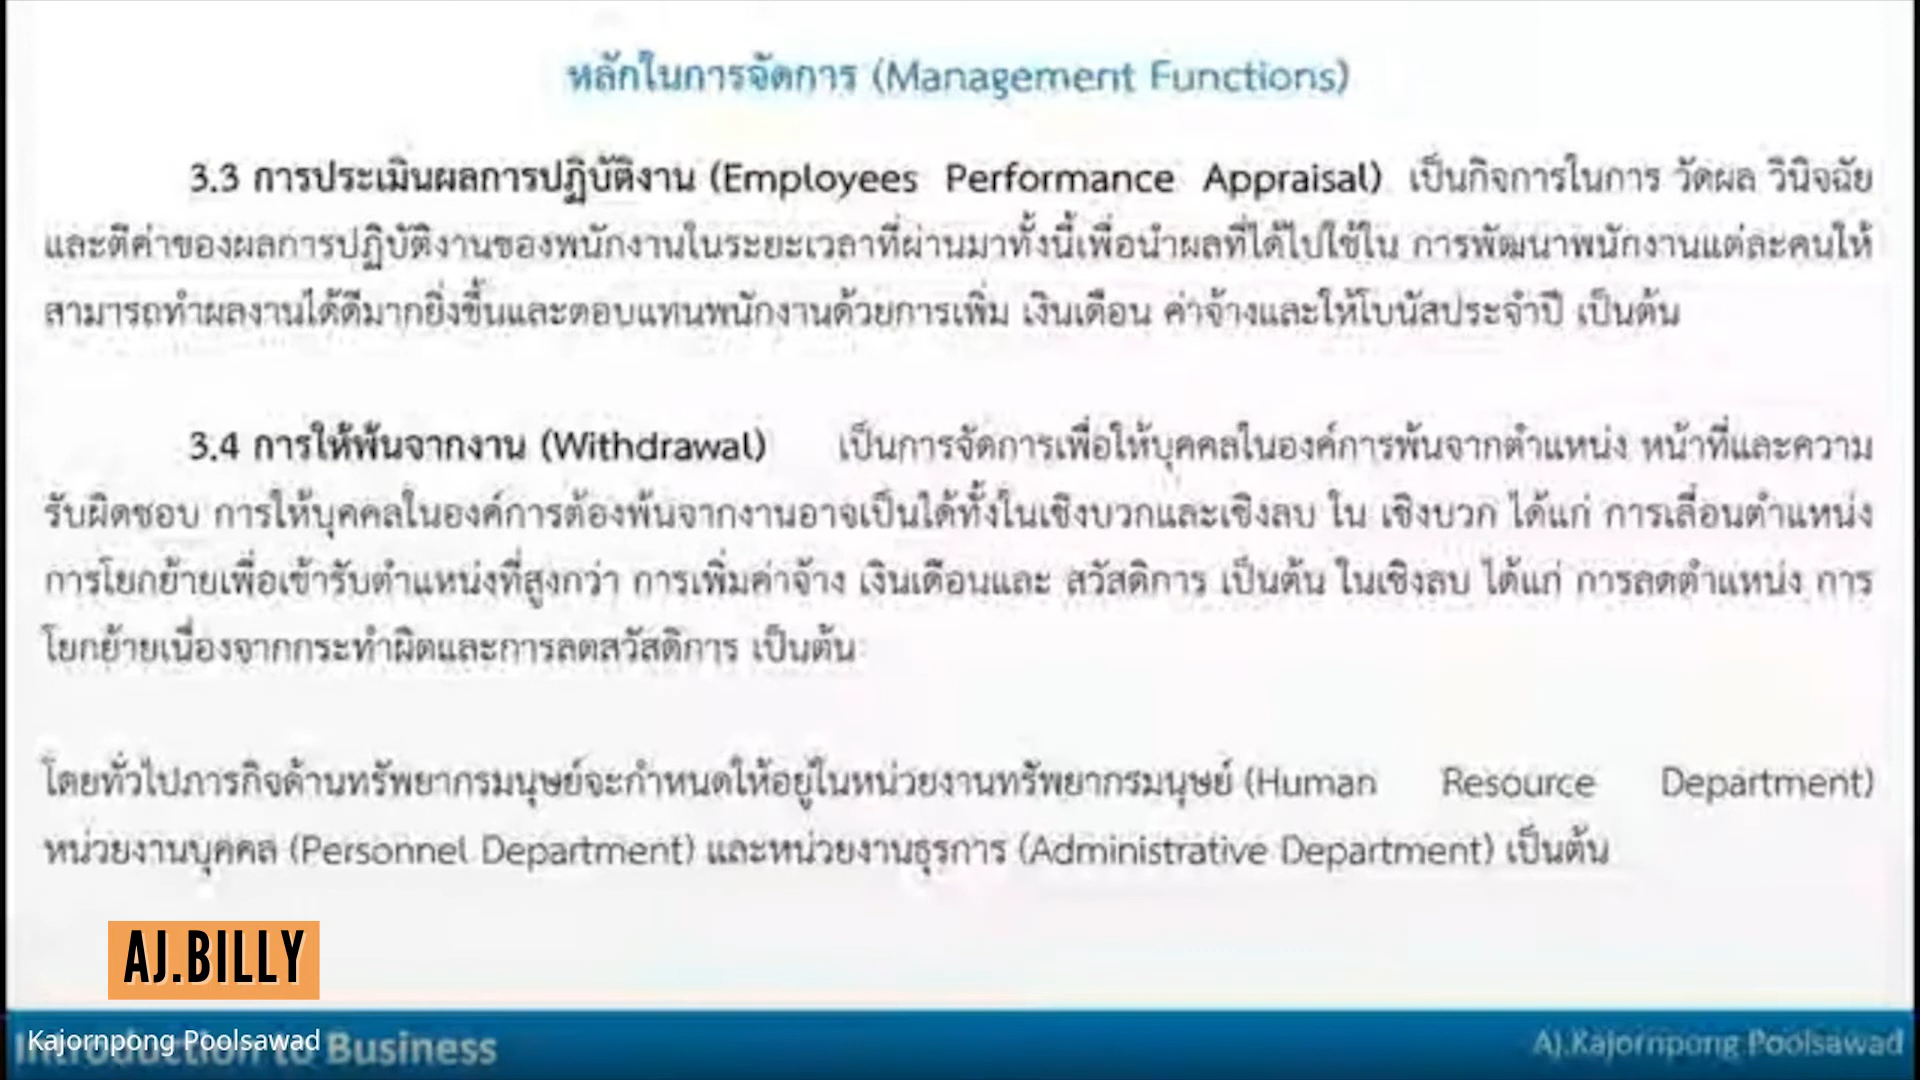 หลักในการจัดการ (Management Functions)
3.3 การประเมินผลการปฏิบัติงาน (Employees Performance Appraisal) เป็นกิจการในการ วัดผล วินิจฉัย
และตีค่าของผลการปฏิบัติงานของพนักงานในระยะเวลาที่ผ่านมาทั้งนี้เพื่อนำผลที่ได้ไปใช้ใน การพัฒนาพนักงานแต่ละคนให้
สามารถทำผลงานได้ดีมากยิ่งขึ้นและตอบแทนพนักงานด้วยการเพิ่ม เงินเดือน ค่าจ้างและให้โบนัสประจำปี เป็นต้น
3.4 การให้พ้นจากงาน (Withdrawal) เป็นการจัดการเพื่อให้บุคคลในองค์การพ้นจากตำแหน่ง หน้าที่และความ
รับผิดชอบ การให้บุคคลในองค์การต้องพ้นจากงานอาจเป็นได้ทั้งในเชิงบวกและเชิงลบ ใน เชิงบวก ได้แก่ การเลื่อนตำแหน่ง
การโยกย้ายเพื่อเข้ารับตำแหน่งที่สูงกว่า การเพิ่มค่าจ้าง เงินเดือนและ สวัสดิการ เป็นต้น ในเชิงลบ ได้แก่ การลดตำแหน่ง การ
โยกย้ายเนื่องจากกระทำผิดและการลดสวัสดิการ เป็นต้น
โดยทั่วไปภารกิจด้านทรัพยากรมนุษย์จะกำหนดให้อยู่ในหน่วยงานทรัพยากรมนุษย์ (Human Resource Department)
หน่วยงานบุคคล (Personnel Department) และหน่วยงานธุรการ (Administrative Department) เป็นต้น
AJ.BILLY
Kajornpong Poolsawad
Introduction to Business
AJ.Kajornpong Poolsawad